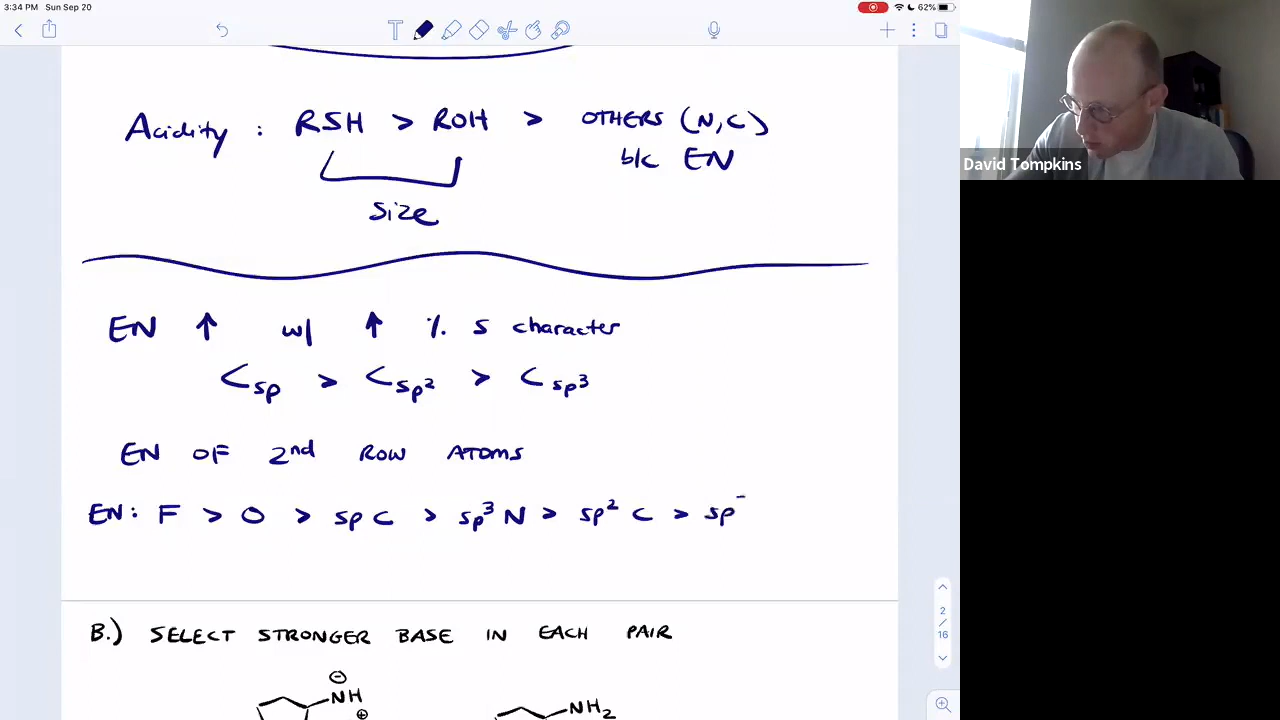 3:34 PM Sun Sep 20
62%
Acidity : RSH > ROH > OTHERS (N, C)
b/c EN
Size
David Tompkins
EN ↑ w/ ↑ % s character
Csp > Csp² > Csp³
EN OF 2nd ROW ATOMS
EN: F > O > sp C > sp³ N > sp² C > sp
2
/
16
B.) SELECT STRONGER BASE IN EACH PAIR
⊖
NH
⊕
NH₂